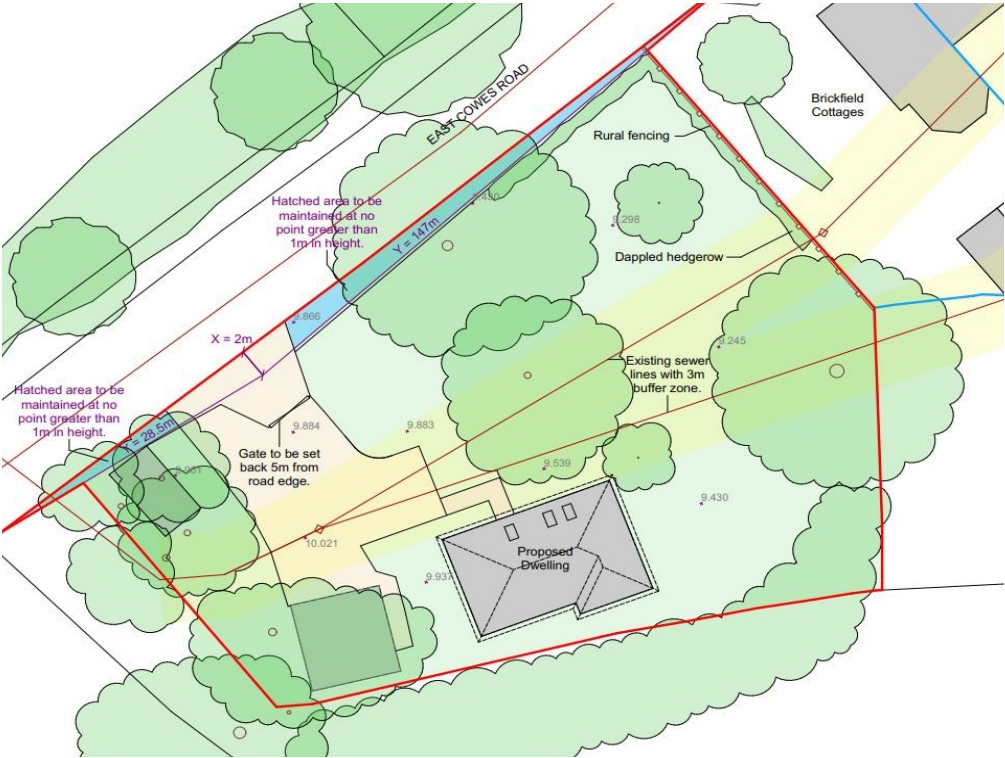 EAST COWES ROAD
Brickfield
Cottages
Rural fencing
Hatched area to be
maintained at no
point greater than
1m in height.
Y = 147m
9.298
Dappled hedgerow
9.866
X = 2m
9.245
Existing sewer
lines with 3m
buffer zone.
Hatched area to be
maintained at no
point greater than
1m in height.
Y = 28.5m
9.884
9.883
Gate to be set
back 5m from
road edge.
9.539
9.430
10.021
Proposed
Dwelling
9.937